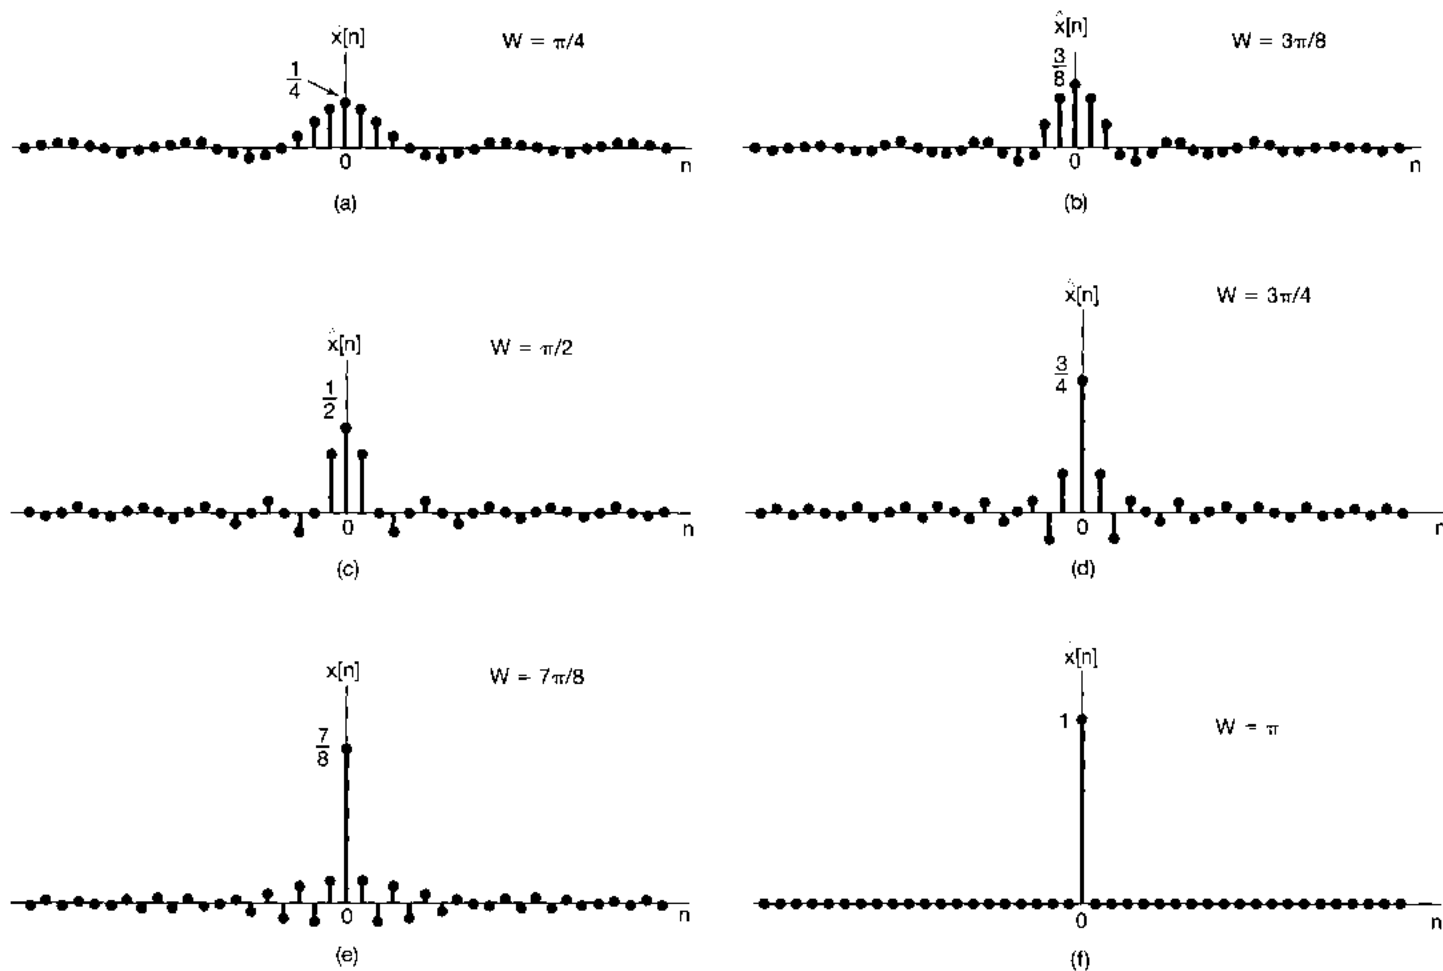 x̂[n]
W = π/4
1/4
0
n
(a)
x̂[n]
W = 3π/8
3/8
0
n
(b)
x̂[n]
W = π/2
1/2
0
n
(c)
x̂[n]
W = 3π/4
3/4
0
n
(d)
x[n]
W = 7π/8
7/8
0
n
(e)
x̂[n]
W = π
1
0
n
(f)